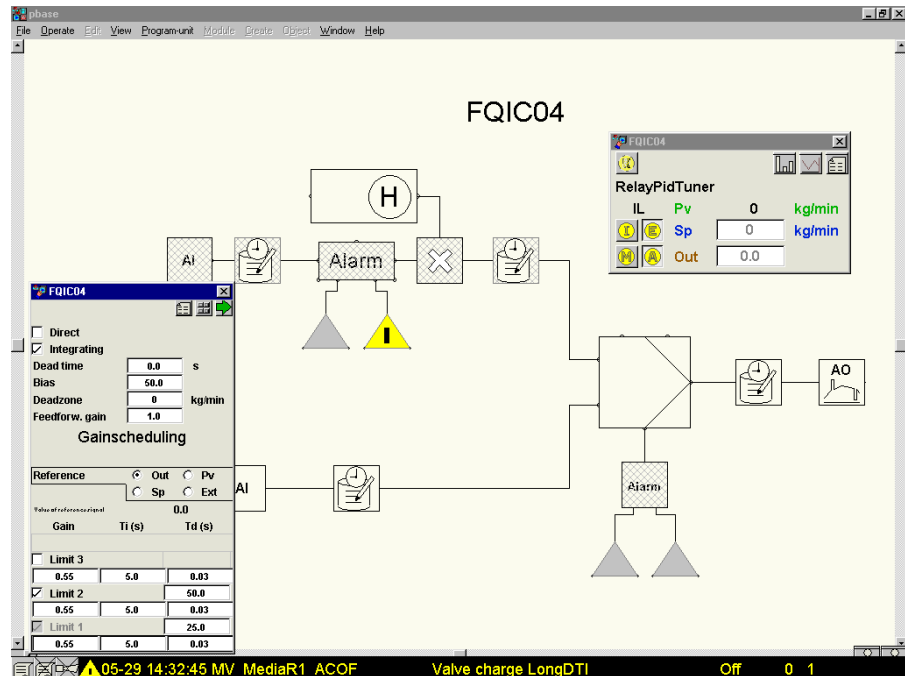 pbase
File Operate Edit View Program-unit Module Create Object Window Help
FQIC04
FQIC04
RelayPidTuner
IL Pv 0 kg/min
I E Sp 0 kg/min
M A Out 0.0
H
AI
Alarm
I
FQIC04
Direct
Integrating
Dead time 0.0 s
Bias 50.0
Deadzone 0 kg/min
Feedforw. gain 1.0
Gainscheduling
Reference Out Pv
Sp Ext
Value of reference signal 0.0
Gain Ti (s) Td (s)
Limit 3
0.55 5.0 0.03
Limit 2 50.0
0.55 5.0 0.03
Limit 1 25.0
0.55 5.0 0.03
AI
AO
Alarm
05-29 14:32:45 MV MediaR1 ACOF Valve charge LongDTI Off 0 1